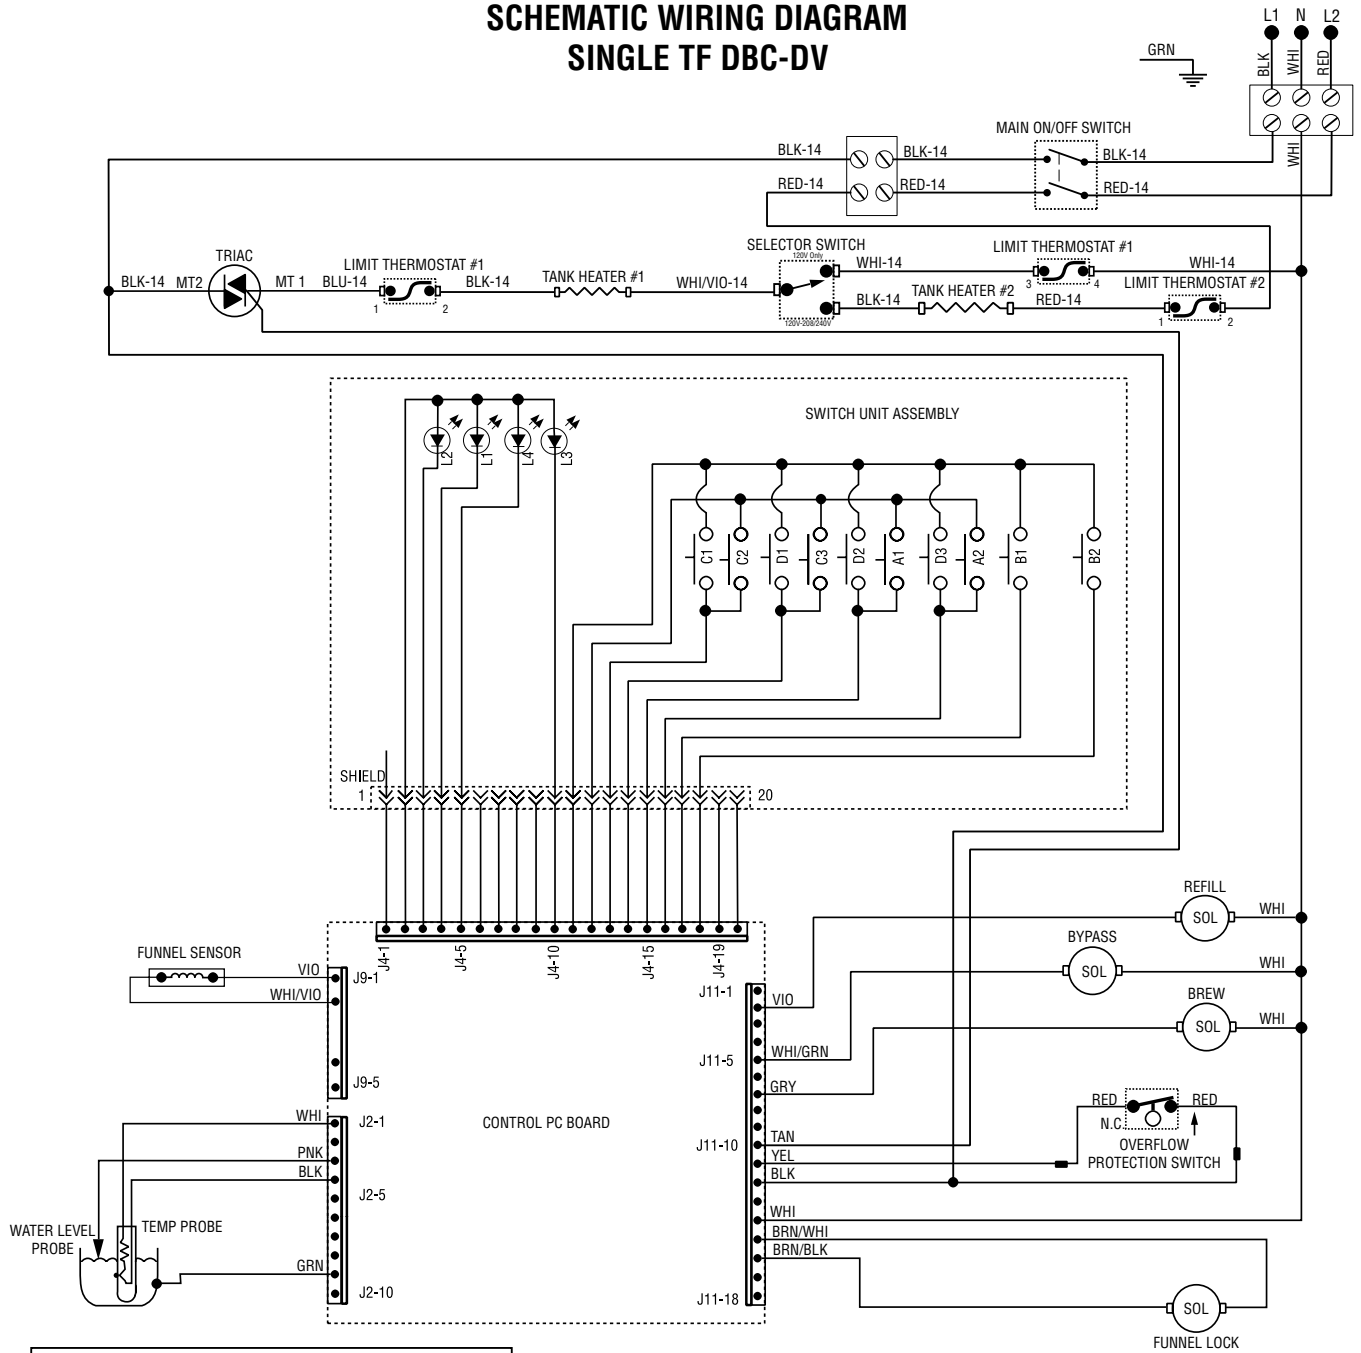 SCHEMATIC WIRING DIAGRAM
SINGLE TF DBC-DV
L1 N L2
GRN
BLK
WHI
RED
MAIN ON/OFF SWITCH
BLK-14
BLK-14
BLK-14
WHI
RED-14
RED-14
RED-14
TRIAC
SELECTOR SWITCH
120V Only
LIMIT THERMOSTAT #1
LIMIT THERMOSTAT #1
WHI-14
WHI-14
BLK-14 MT2
MT 1
BLU-14
1 2
BLK-14
TANK HEATER #1
WHI/VIO-14
3 4
LIMIT THERMOSTAT #2
BLK-14
TANK HEATER #2
RED-14
1 2
120V-208/240V
SWITCH UNIT ASSEMBLY
L2
L1
L4
L3
C1
C2
D1
C3
D2
A1
D3
A2
B1
B2
SHIELD
1
20
REFILL
SOL
WHI
FUNNEL SENSOR
J4-1
J4-5
J4-10
J4-15
J4-19
BYPASS
SOL
WHI
VIO
J9-1
WHI/VIO
J11-1
VIO
BREW
SOL
WHI
J11-5
WHI/GRN
J9-5
GRY
RED
RED
N.C.
OVERFLOW
PROTECTION SWITCH
WHI
J2-1
CONTROL PC BOARD
J11-10
TAN
PNK
YEL
BLK
BLK
J2-5
WHI
WATER LEVEL
PROBE
TEMP PROBE
BRN/WHI
BRN/BLK
GRN
J2-10
J11-18
SOL
FUNNEL LOCK